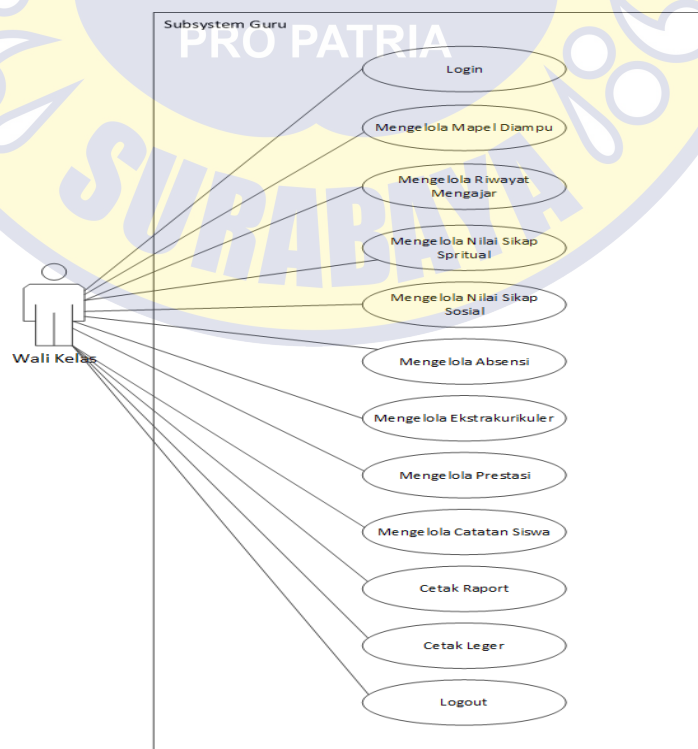 Subsystem Guru
PRO PATRIA
SURABAYA
Login
Mengelola Mapel Diampu
Mengelola Riwayat
Mengajar
Mengelola Nilai Sikap
Spritual
Mengelola Nilai Sikap
Sosial
Wali Kelas
Mengelola Absensi
Mengelola Ekstrakurikuler
Mengelola Prestasi
Mengelola Catatan Siswa
Cetak Raport
Cetak Leger
Logout